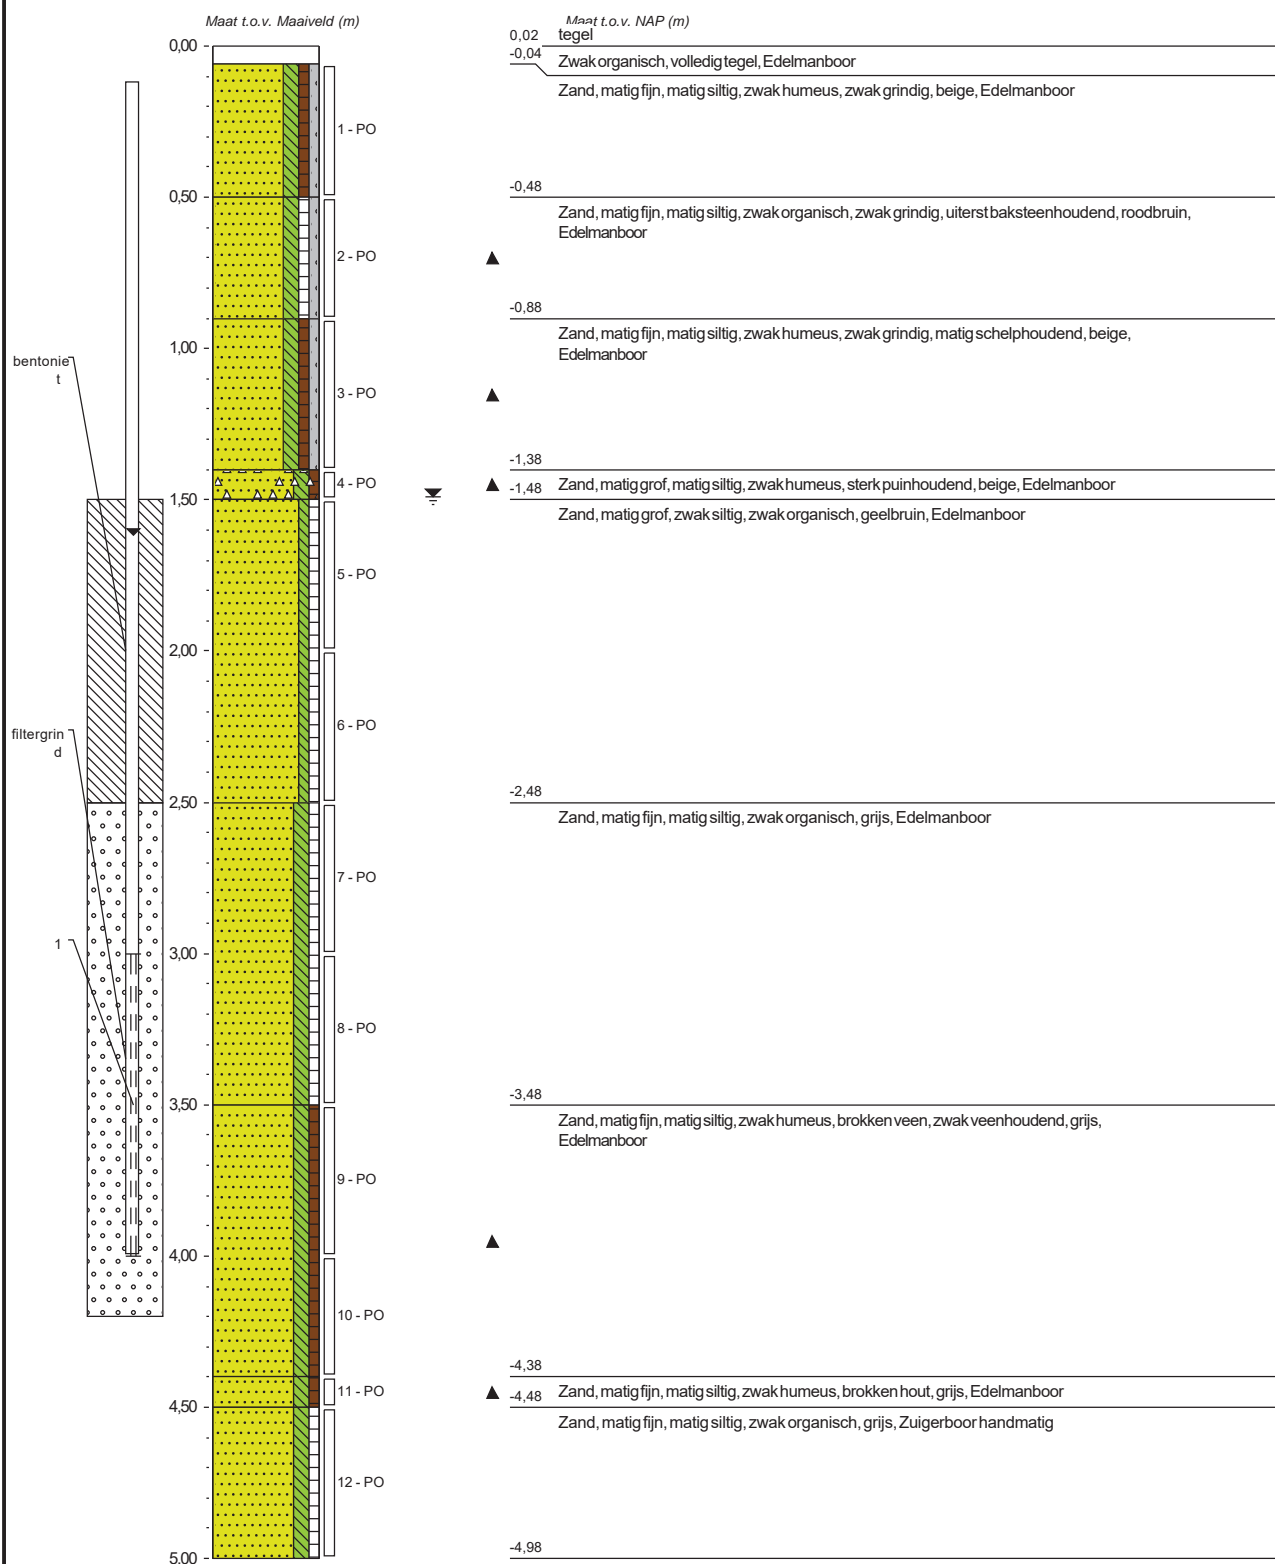 Maat t.o.v. Maaiveld (m)
Maat t.o.v. NAP (m)
0,02 tegel
0,00
-0,04
Zwak organisch, volledig tegel, Edelmanboor
Zand, matig fijn, matig siltig, zwak humeus, zwak grindig, beige, Edelmanboor
1 - PO
-0,48
0,50
Zand, matig fijn, matig siltig, zwak organisch, zwak grindig, uiterst baksteenhoudend, roodbruin,
Edelmanboor
2 - PO
-0,88
Zand, matig fijn, matig siltig, zwak humeus, zwak grindig, matig schelphoudend, beige,
Edelmanboor
1,00
bentonie
t
3 - PO
-1,38
4 - PO
Zand, matig grof, matig siltig, zwak humeus, sterk puinhoudend, beige, Edelmanboor
-1,48
1,50
Zand, matig grof, zwak siltig, zwak organisch, geelbruin, Edelmanboor
5 - PO
2,00
6 - PO
filtergrin
d
-2,48
2,50
Zand, matig fijn, matig siltig, zwak organisch, grijs, Edelmanboor
7 - PO
1
3,00
8 - PO
-3,48
3,50
Zand, matig fijn, matig siltig, zwak humeus, brokken veen, zwak veenhoudend, grijs,
Edelmanboor
9 - PO
4,00
10 - PO
-4,38
11 - PO
-4,48
Zand, matig fijn, matig siltig, zwak humeus, brokken hout, grijs, Edelmanboor
4,50
Zand, matig fijn, matig siltig, zwak organisch, grijs, Zuigerboor handmatig
12 - PO
-4,98
5,00